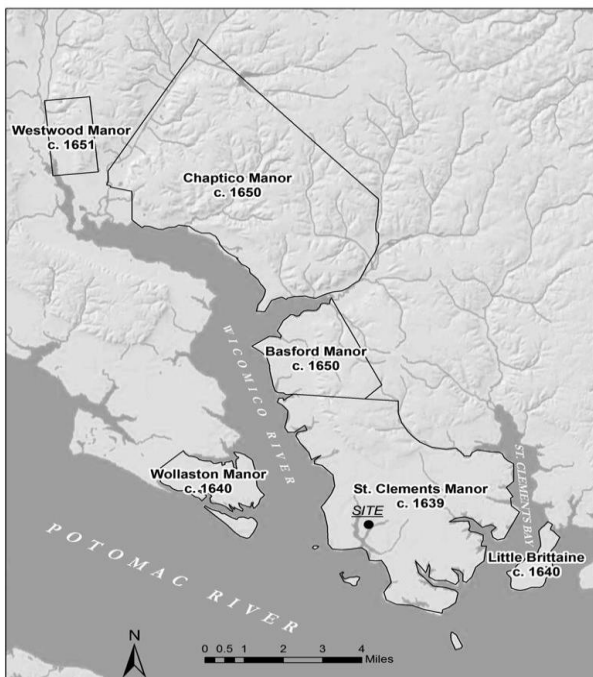 Westwood Manor
c. 1651
Chaptico Manor
c. 1650
Basford Manor
c. 1650
WICOMICO RIVER
Wollaston Manor
c. 1640
St. Clements Manor
c. 1639
SITE
ST. CLEMENTS BAY
Little Brittaine
c. 1640
POTOMAC RIVER
N
0 0.5 1 2 3 4
Miles